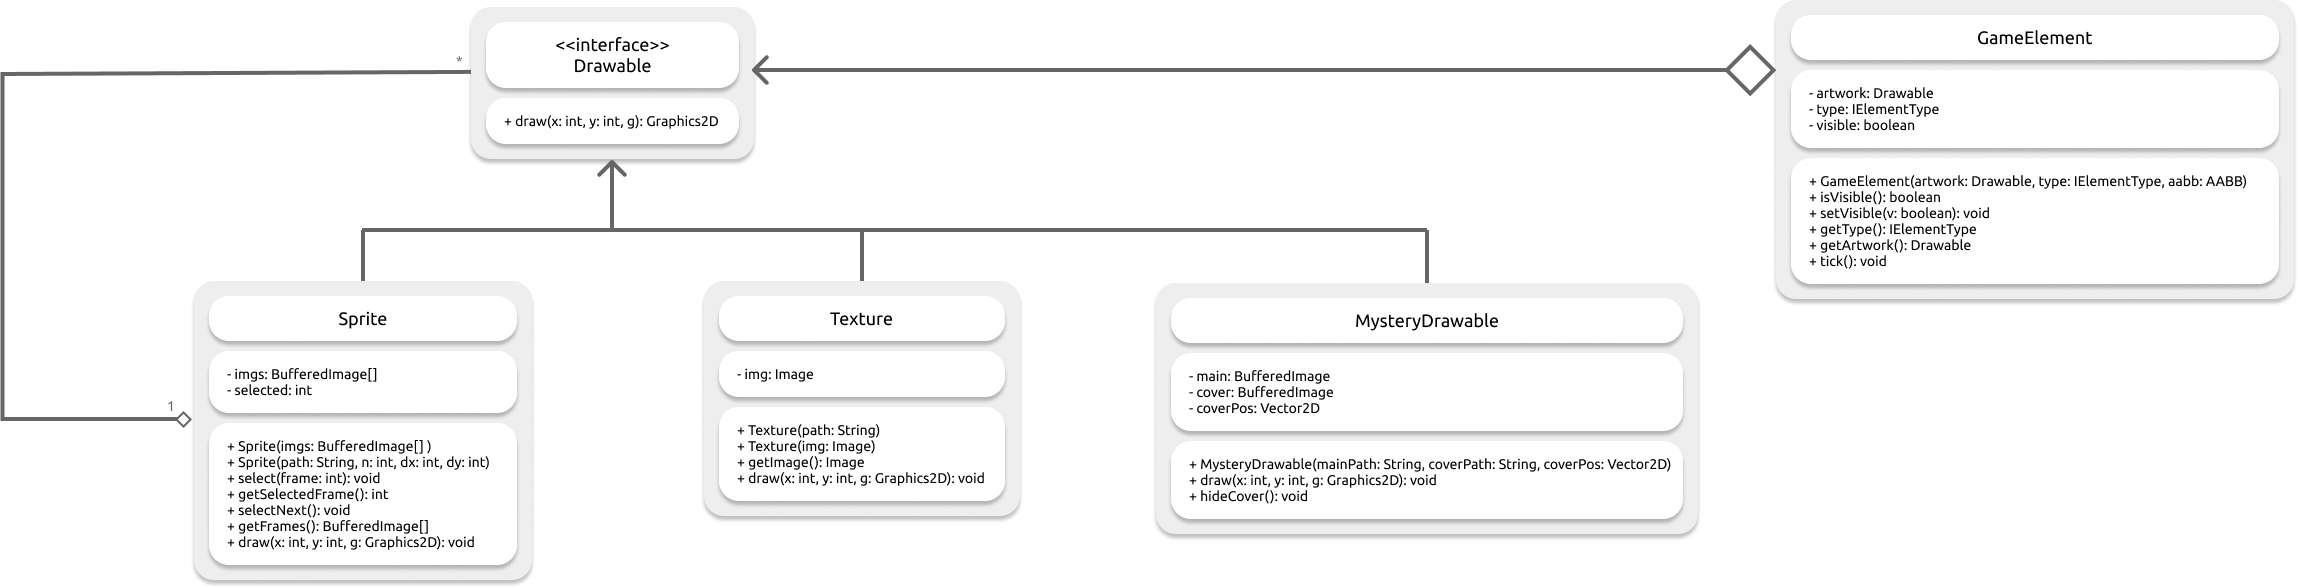 <<interface>>
Drawable
+ draw(x: int, y: int, g): Graphics2D
GameElement
- artwork: Drawable
- type: IElementType
- visible: boolean
+ GameElement(artwork: Drawable, type: IElementType, aabb: AABB)
+ isVisible(): boolean
+ setVisible(v: boolean): void
+ getType(): IElementType
+ getArtwork(): Drawable
+ tick(): void
*
1
Sprite
- imgs: BufferedImage[]
- selected: int
+ Sprite(imgs: BufferedImage[] )
+ Sprite(path: String, n: int, dx: int, dy: int)
+ select(frame: int): void
+ getSelectedFrame(): int
+ selectNext(): void
+ getFrames(): BufferedImage[]
+ draw(x: int, y: int, g: Graphics2D): void
Texture
- img: Image
+ Texture(path: String)
+ Texture(img: Image)
+ getImage(): Image
+ draw(x: int, y: int, g: Graphics2D): void
MysteryDrawable
- main: BufferedImage
- cover: BufferedImage
- coverPos: Vector2D
+ MysteryDrawable(mainPath: String, coverPath: String, coverPos: Vector2D)
+ draw(x: int, y: int, g: Graphics2D): void
+ hideCover(): void